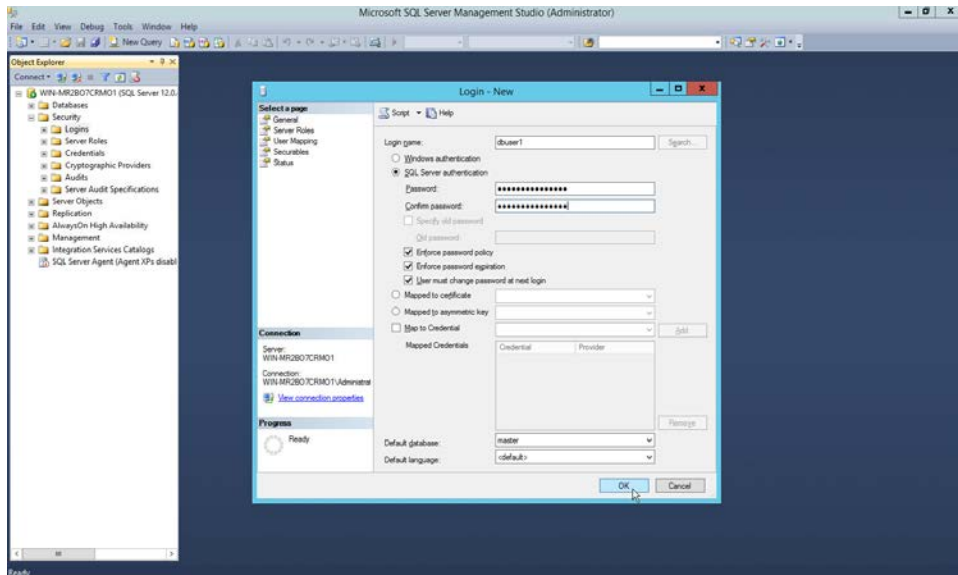 Microsoft SQL Server Management Studio (Administrator)
File Edit View Debug Tools Window Help
New Query
Object Explorer
Connect
WIN-MR2BO7CRMO1 (SQL Server 12.0.
Databases
Security
Logins
Server Roles
Credentials
Cryptographic Providers
Audits
Server Audit Specifications
Server Objects
Replication
AlwaysOn High Availability
Management
Integration Services Catalogs
SQL Server Agent (Agent XPs disabl
Ready
Login - New
Select a page
General
Server Roles
User Mapping
Securables
Status
Connection
Server:
WIN-MR2BO7CRMO1
Connection:
WIN-MR2BO7CRMO1\Administrat
View connection properties
Progress
Ready
Script Help
Login name: dbuser1 Search...
Windows authentication
SQL Server authentication
Password: •••••••••••••••
Confirm password: •••••••••••••••
Specify old password
Old password:
Enforce password policy
Enforce password expiration
User must change password at next login
Mapped to certificate
Mapped to asymmetric key
Map to Credential Add
Mapped Credentials Credential Provider
Remove
Default database: master
Default language: <default>
OK Cancel